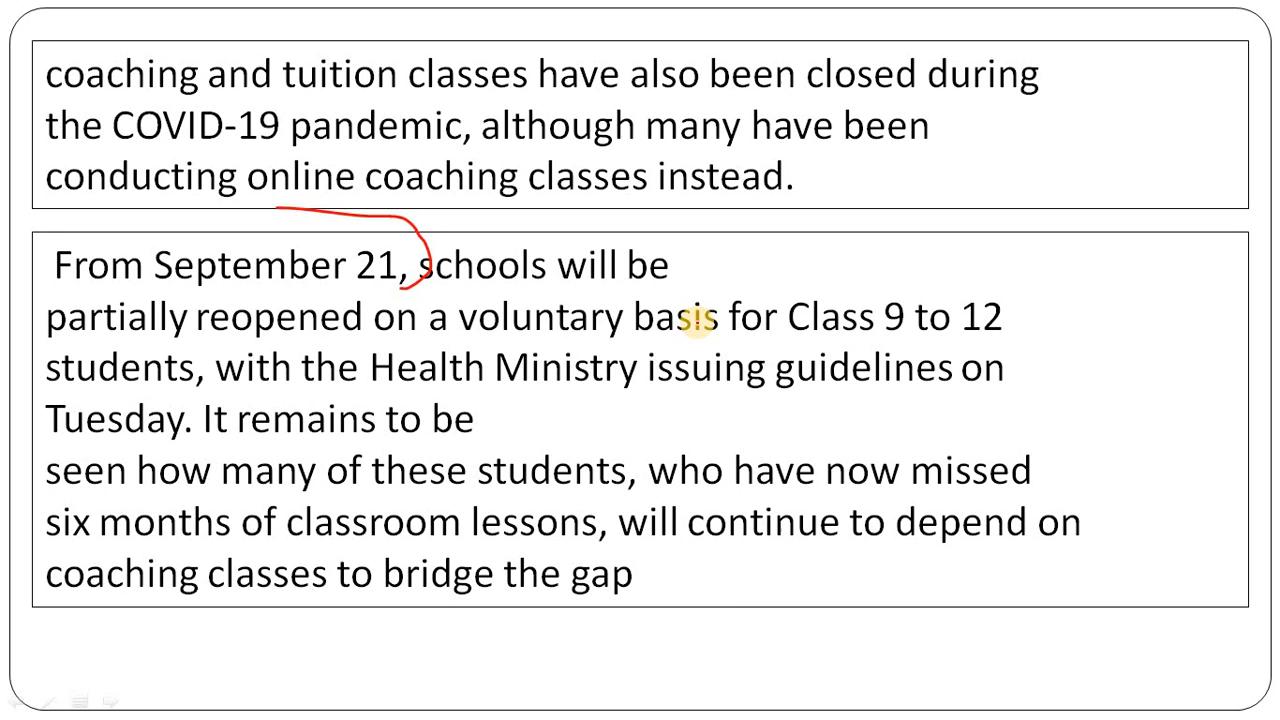 coaching and tuition classes have also been closed during
the COVID-19 pandemic, although many have been
conducting online coaching classes instead.
From September 21, schools will be
partially reopened on a voluntary basis for Class 9 to 12
students, with the Health Ministry issuing guidelines on
Tuesday. It remains to be
seen how many of these students, who have now missed
six months of classroom lessons, will continue to depend on
coaching classes to bridge the gap